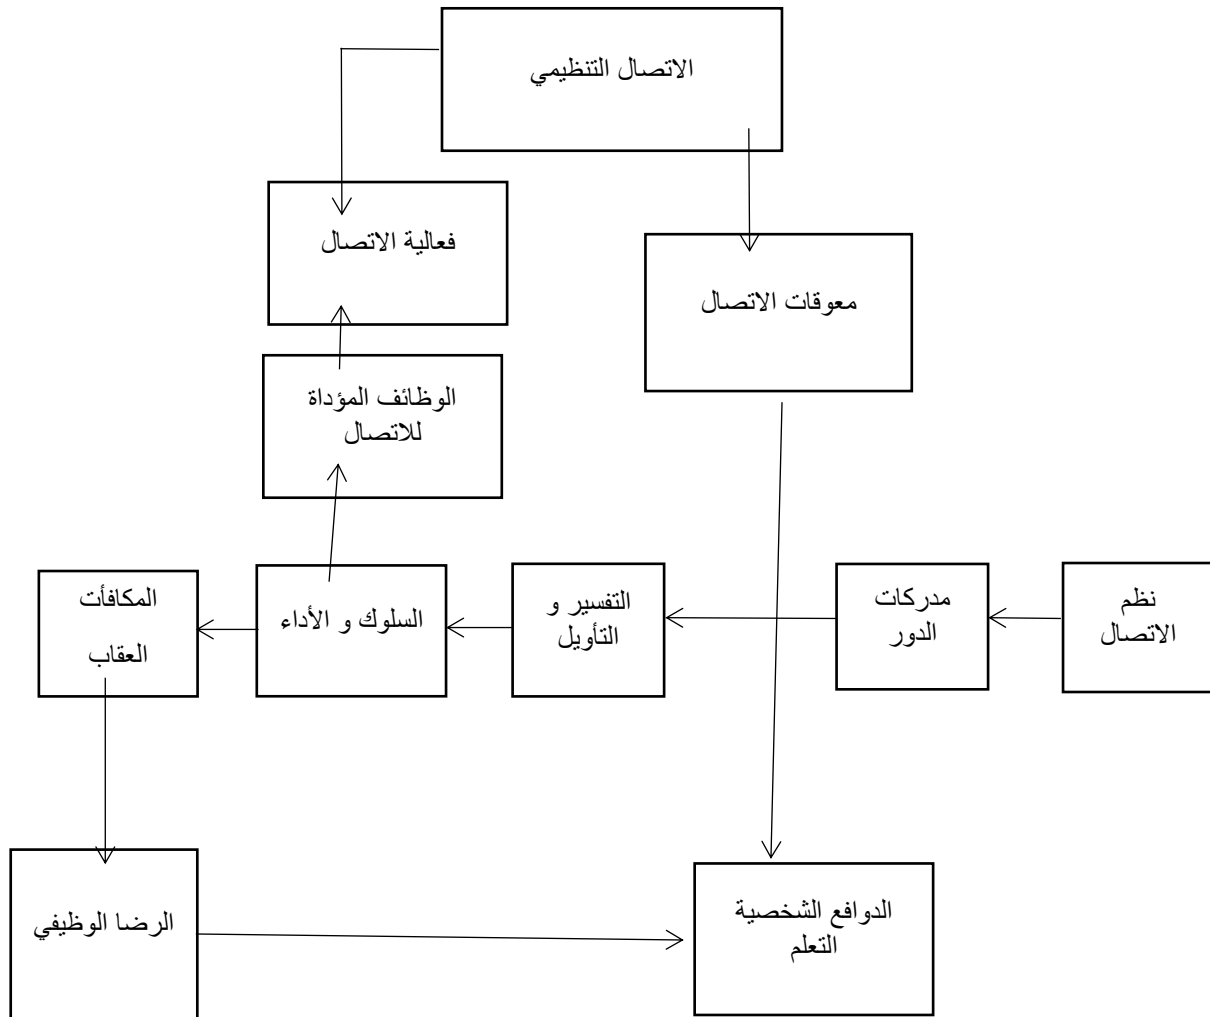 الاتصال التنظيمي
فعالية الاتصال
معوقات الاتصال
الوظائف المؤداة
للاتصال
نظم
الاتصال
مدركات
الدور
التفسير و
التأويل
السلوك و الأداء
المكافأت
العقاب
الرضا الوظيفي
الدوافع الشخصية
التعلم